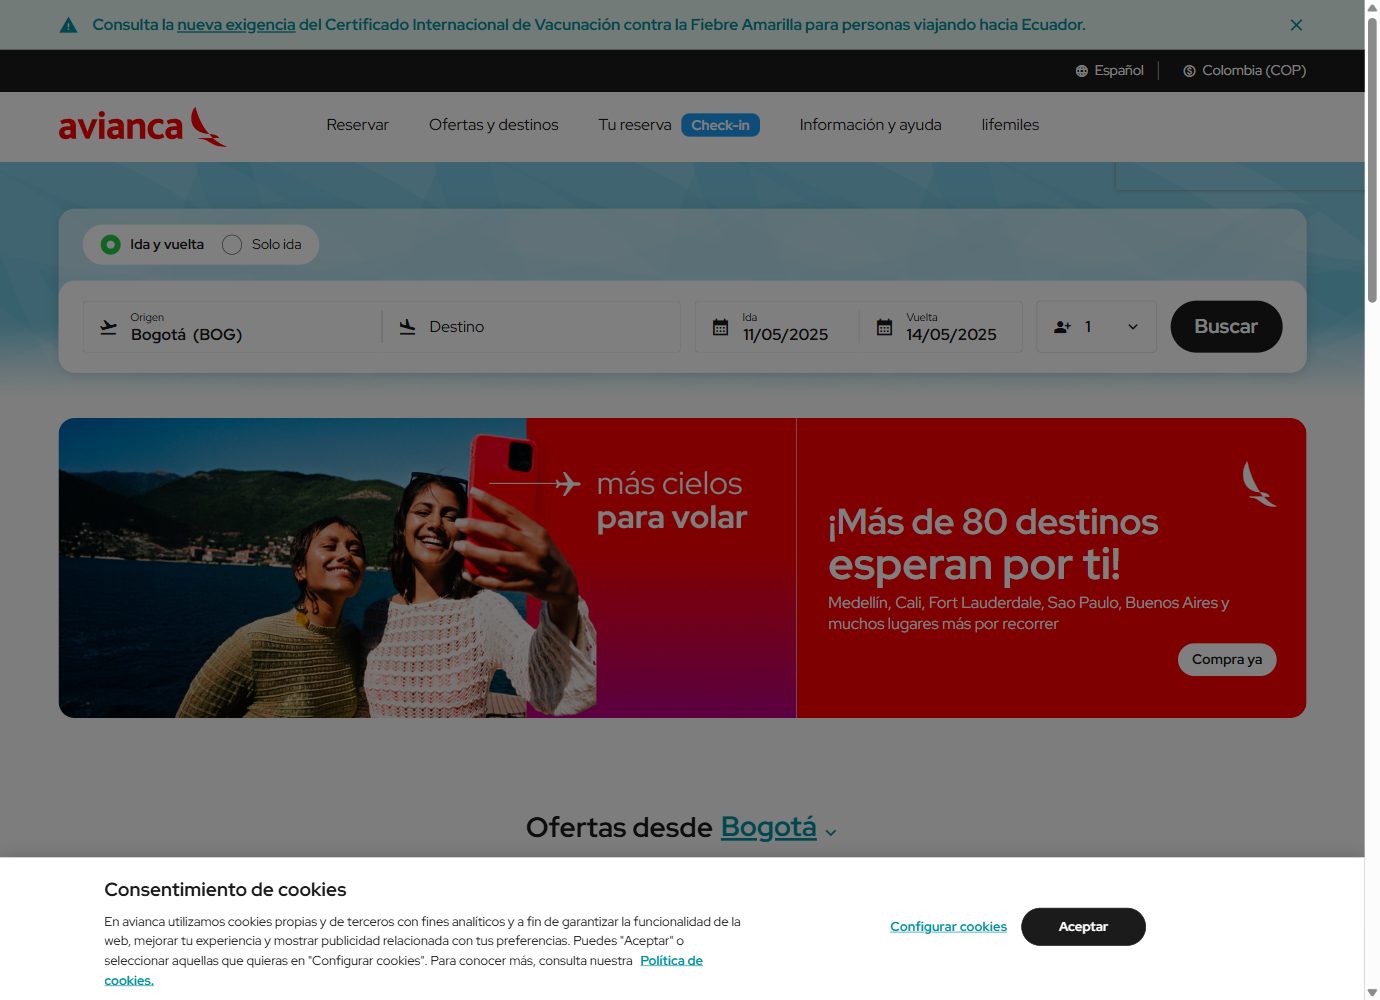 Consulta la nueva exigencia del Certificado Internacional de Vacunación contra la Fiebre Amarilla para personas viajando hacia Ecuador.
Español
Colombia (COP)
avianca
Reservar
Ofertas y destinos
Tu reserva
Check-in
Información y ayuda
lifemiles
Ida y vuelta
Solo ida
Origen
Bogotá (BOG)
Destino
Ida
11/05/2025
Vuelta
14/05/2025
1
Buscar
más cielos
para volar
¡Más de 80 destinos
esperan por ti!
Medellín, Cali, Fort Lauderdale, Sao Paulo, Buenos Aires y
muchos lugares más por recorrer
Compra ya
Ofertas desde Bogotá
Consentimiento de cookies
En avianca utilizamos cookies propias y de terceros con fines analíticos y a fin de garantizar la funcionalidad de la
web, mejorar tu experiencia y mostrar publicidad relacionada con tus preferencias. Puedes "Aceptar" o
seleccionar aquellas que quieras en "Configurar cookies". Para conocer más, consulta nuestra Política de
cookies.
Configurar cookies
Aceptar